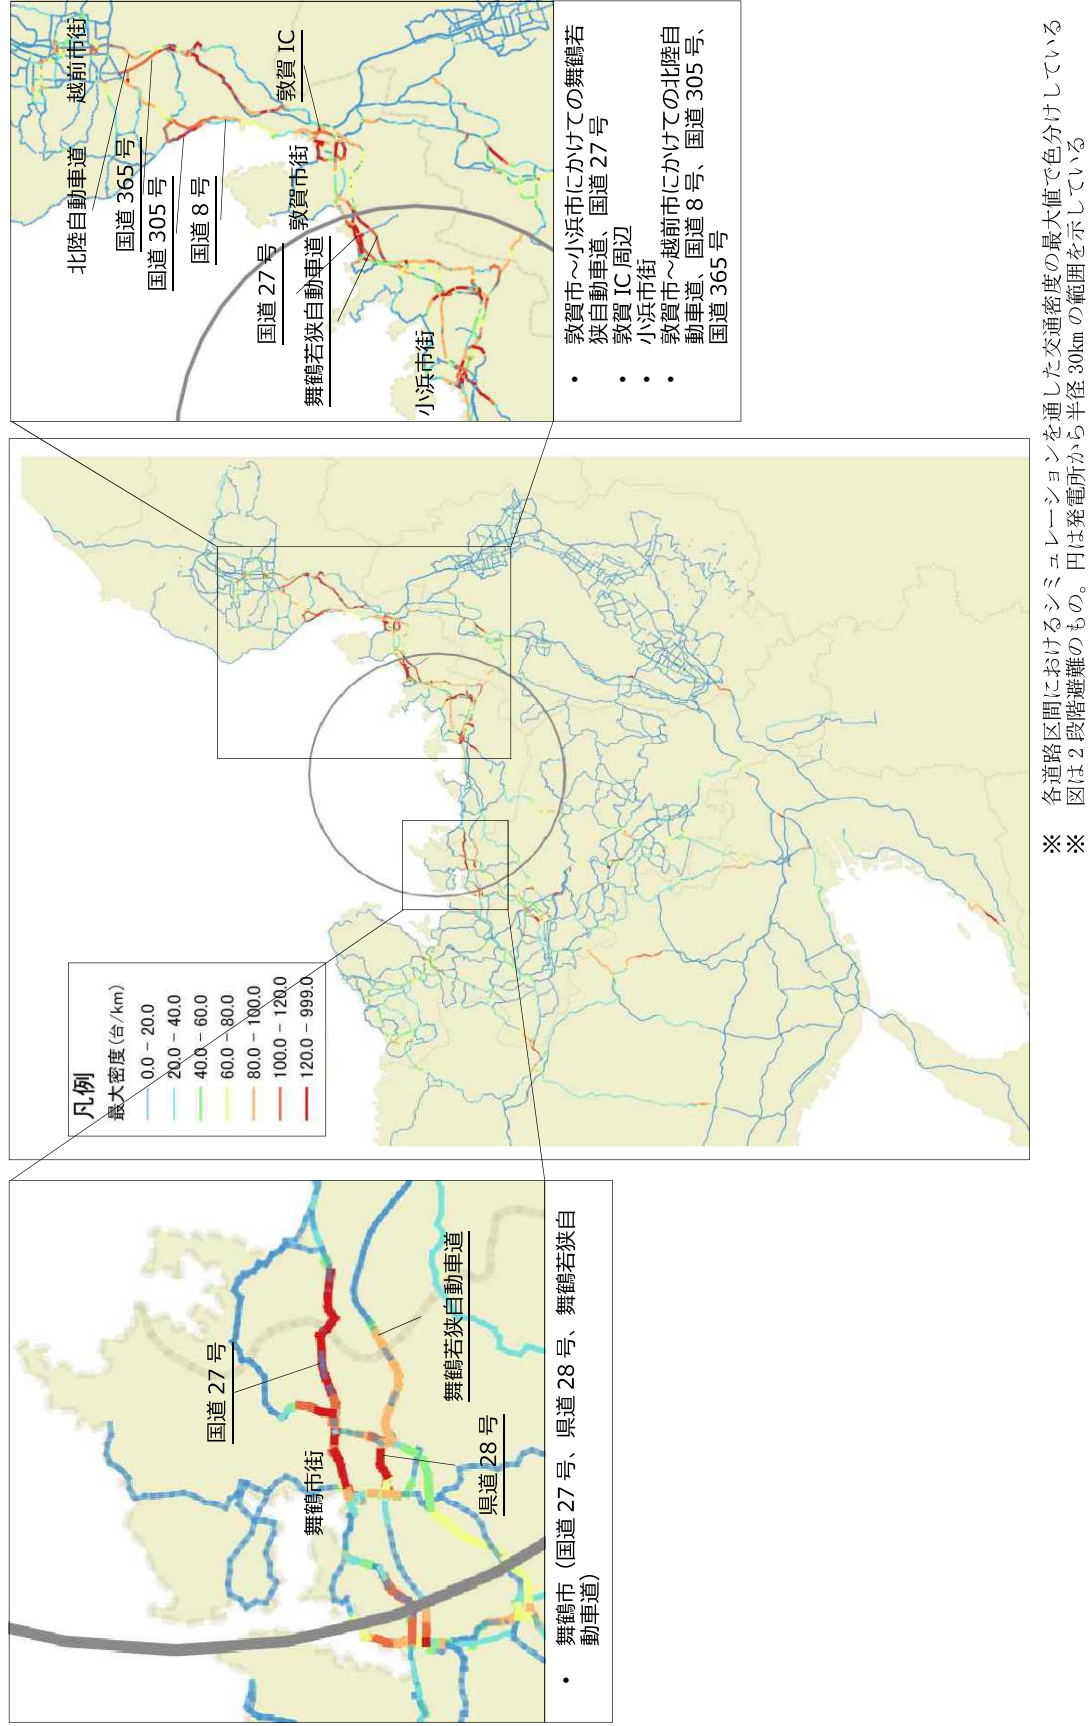 凡例
最大密度(台/km)
0.0 – 20.0
20.0 – 40.0
40.0 – 60.0
60.0 – 80.0
80.0 – 100.0
100.0 – 120.0
120.0 – 999.0
国道 27 号
舞鶴市街
舞鶴若狭自動車道
県道 28 号
・ 舞鶴市（国道 27 号、県道 28 号、舞鶴若狭自
動車道）
越前市街
北陸自動車道
国道 365 号
国道 305 号
国道 8 号
敦賀 IC
敦賀市街
国道 27 号
舞鶴若狭自動車道
小浜市街
・ 敦賀市～小浜市にかけての舞鶴若
狭自動車道、国道 27 号
・ 敦賀 IC 周辺
・ 小浜市街
・ 敦賀市～越前市にかけての北陸自
動車道、国道 8 号、国道 305 号、
国道 365 号
※ 各道路区間におけるシミュレーションを通した交通密度の最大値で色分けしている
※ 図は 2 段階避難のもの。円は発電所から半径 30km の範囲を示している